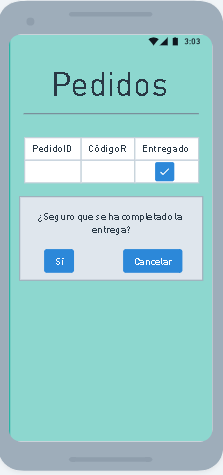 3:03
Pedidos
PedidoID CódigoR Entregado
¿Seguro que se ha completado la
entrega?
Sí Cancelar